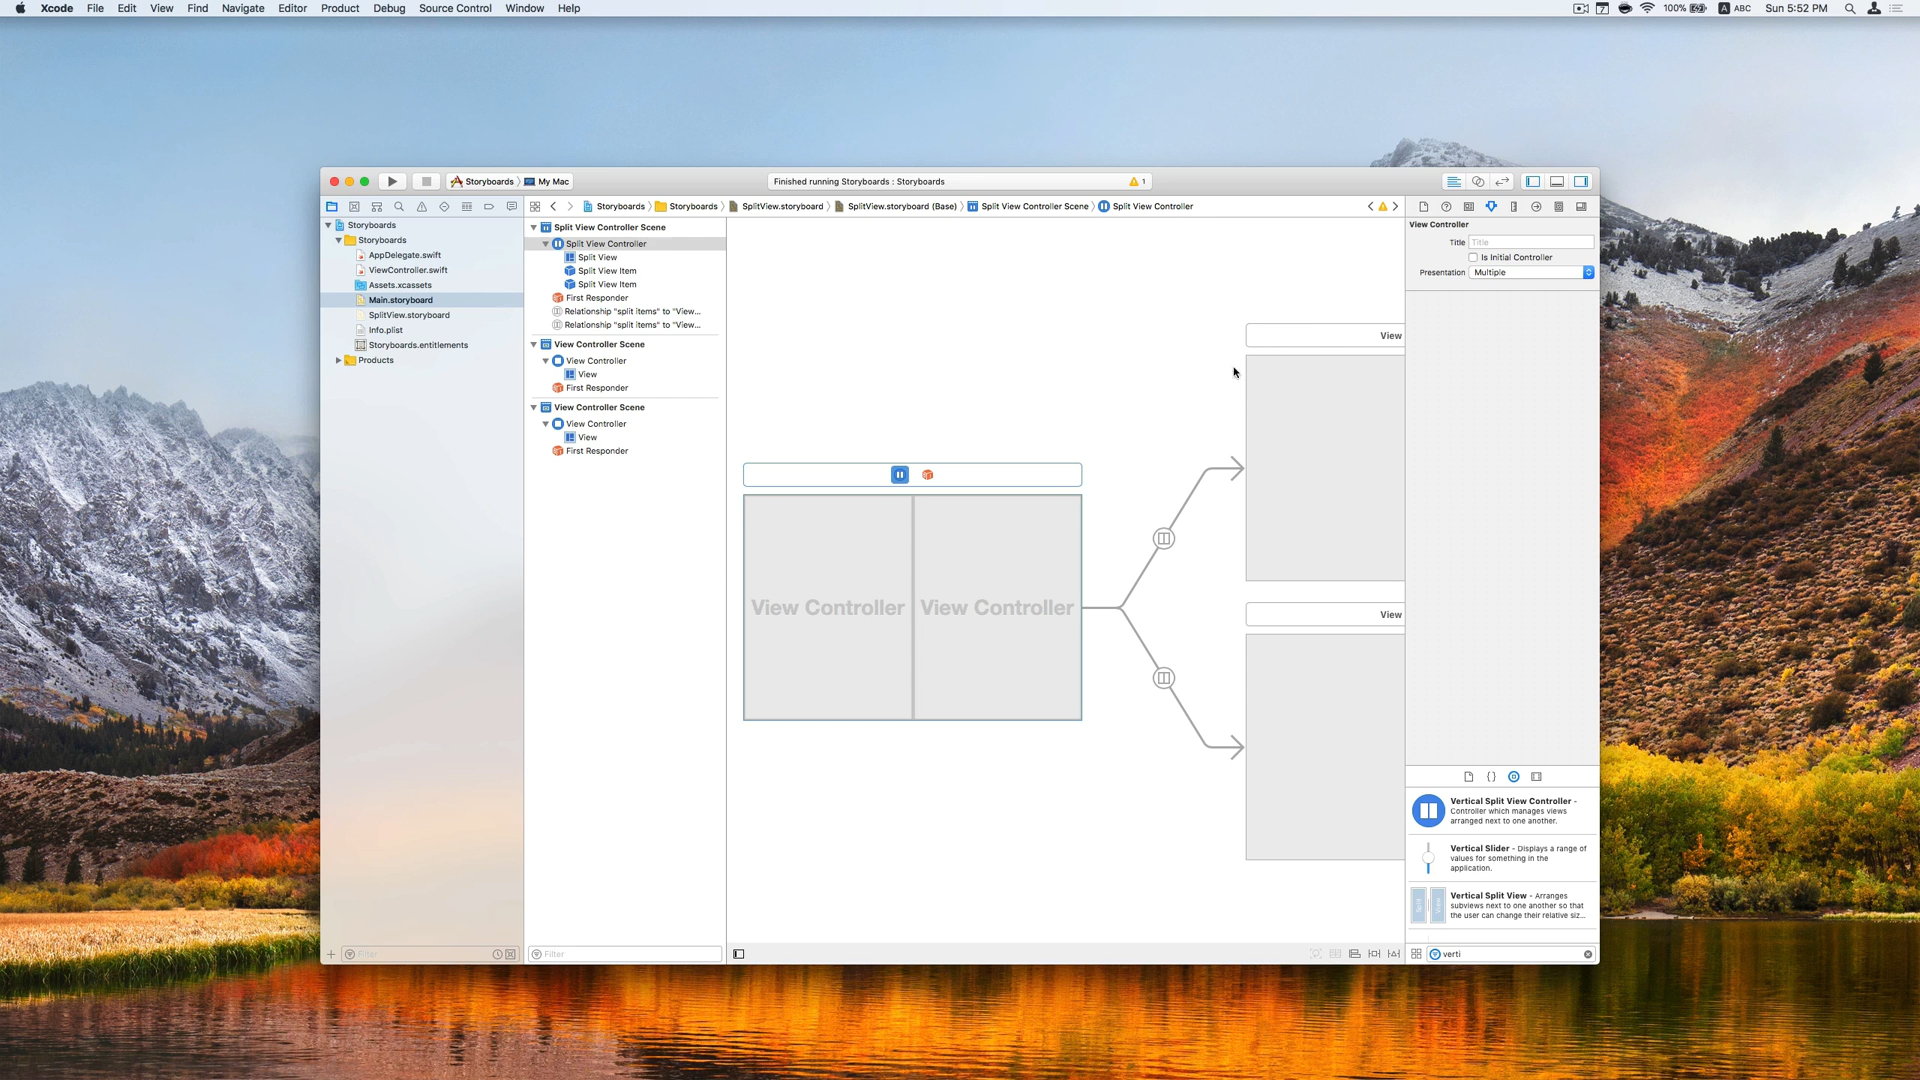 Xcode File Edit View Find Navigate Editor Product Debug Source Control Window Help
7 100% A ABC Sun 5:52 PM
Storyboards My Mac
Finished running Storyboards : Storyboards
1
Storyboards Storyboards SplitView.storyboard SplitView.storyboard (Base) Split View Controller Scene Split View Controller
Storyboards
Storyboards
AppDelegate.swift
ViewController.swift
Assets.xcassets
Main.storyboard
SplitView.storyboard
Info.plist
Storyboards.entitlements
Products
Filter
Split View Controller Scene
Split View Controller
Split View
Split View Item
Split View Item
First Responder
Relationship "split items" to "View...
Relationship "split items" to "View...
View Controller Scene
View Controller
View
First Responder
View Controller Scene
View Controller
View
First Responder
Filter
View Controller
View Controller
View
View
View Controller
Title Title
Is Initial Controller
Presentation Multiple
{}
Vertical Split View Controller -
Controller which manages views
arranged next to one another.
Vertical Slider - Displays a range of
values for something in the
application.
Split View
Vertical Split View - Arranges
subviews next to one another so that
the user can change their relative siz...
verti